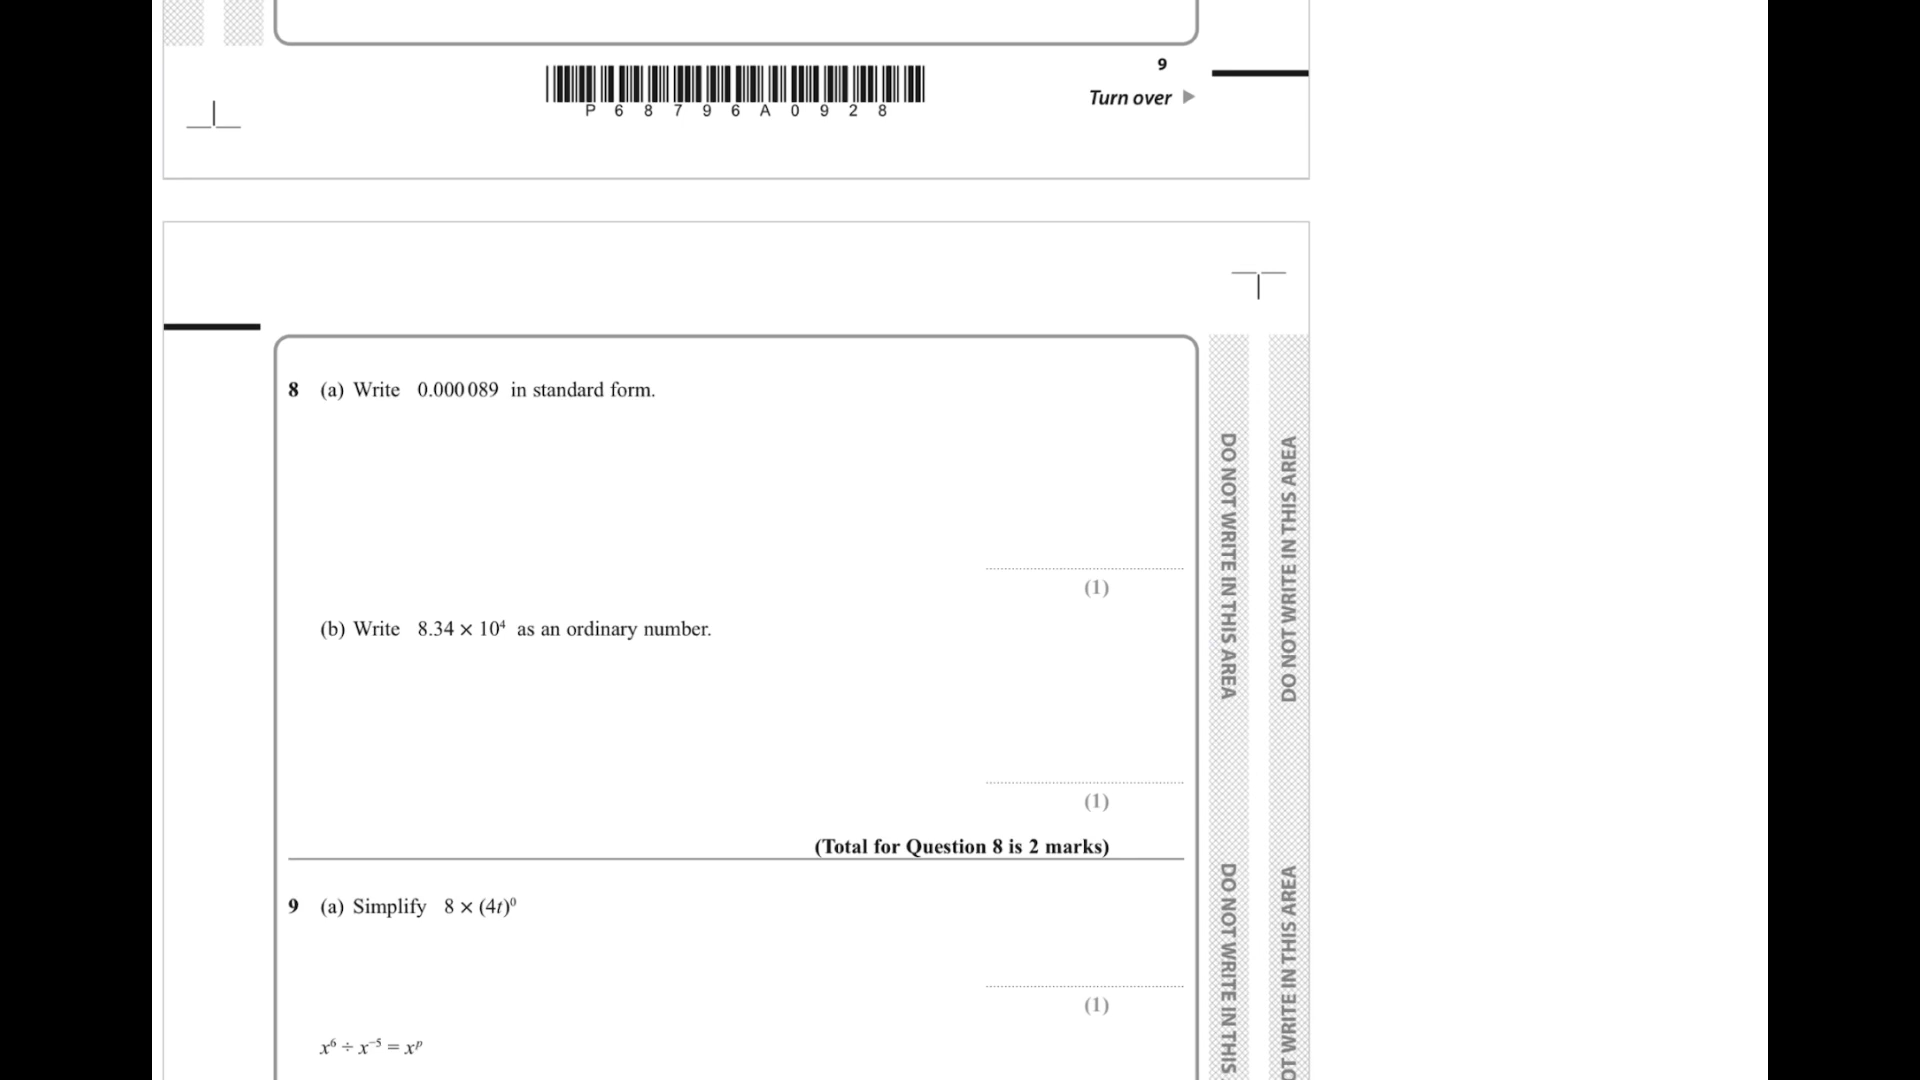 9
Turn over
P 6 8 7 9 6 A 0 9 2 8
8 (a) Write 0.000 089 in standard form.
(1)
(b) Write 8.34 × 10⁴ as an ordinary number.
(1)
(Total for Question 8 is 2 marks)
9 (a) Simplify 8 × (4t)⁰
(1)
x⁶ ÷ x⁻⁵ = xᵖ
DO NOT WRITE IN THIS AREA
DO NOT WRITE IN THIS AREA
DO NOT WRITE IN THIS
OT WRITE IN THIS AREA